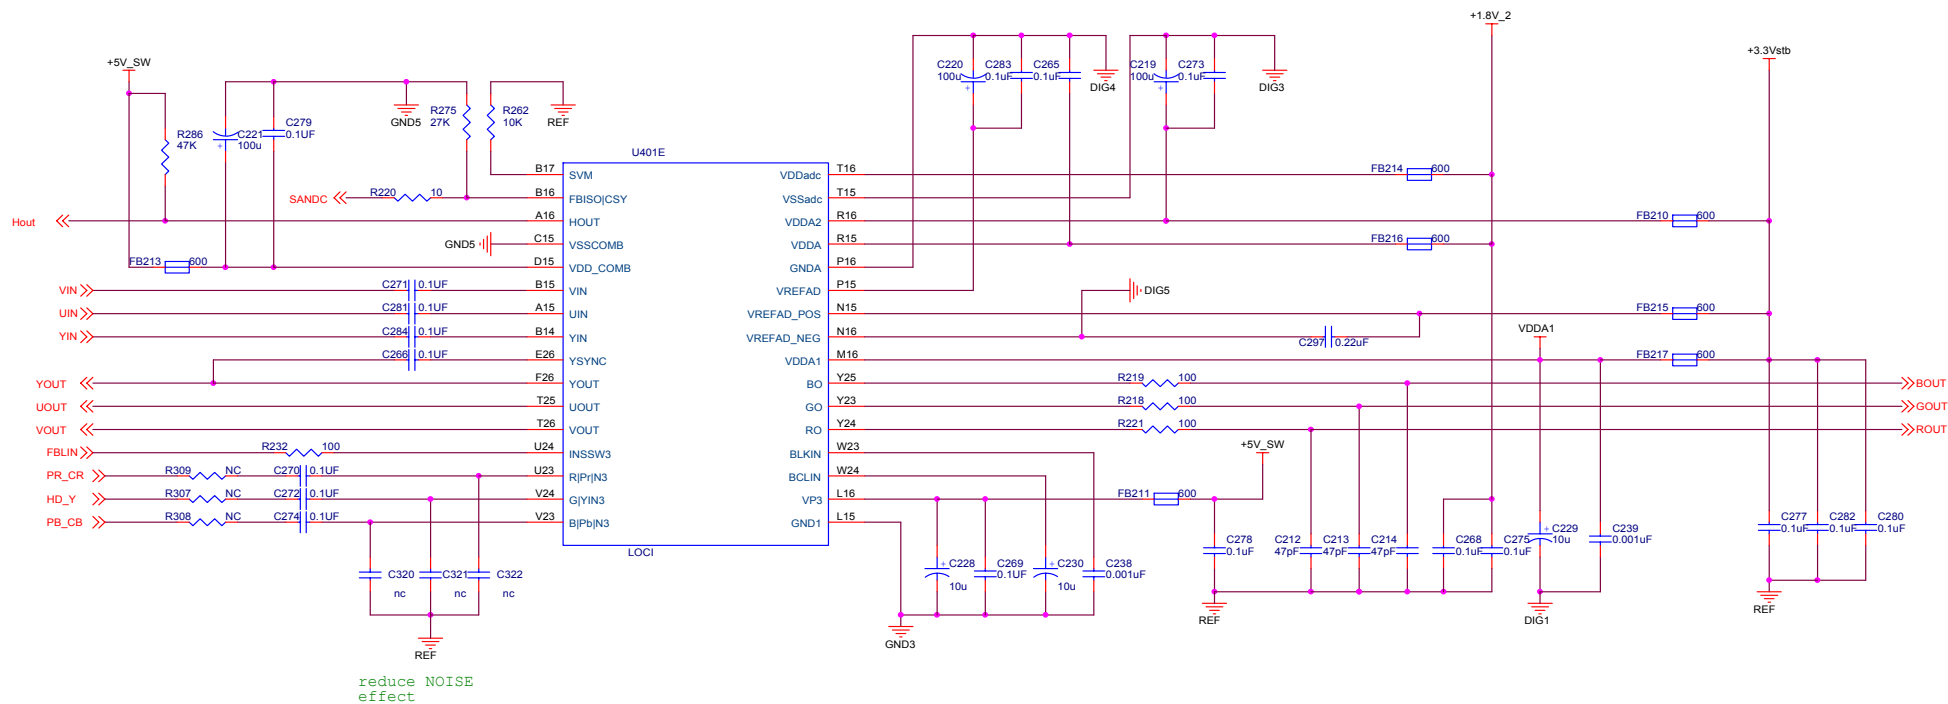 +1.8V_2
+3.3Vstb
+5V_SW
C220 C283 C265
100u 0.1uF 0.1uF
DIG4
C219 C273
100u 0.1uF
DIG3
R286
47K
C221
100u
C279
0.1UF
GND5
R275
27K
R262
10K
REF
U401E
SANDC R220 10
Hout
GND5
FB213 600
VIN C271 0.1UF
UIN C281 0.1UF
YIN C284 0.1UF
C266 0.1UF
YOUT
UOUT
VOUT
FBLIN R232 100
PR_CR R309 NC C270 0.1UF
HD_Y R307 NC C272 0.1UF
PB_CB R308 NC C274 0.1UF
B17 SVM
B16 FBISO|CSY
A16 HOUT
C15 VSSCOMB
D15 VDD_COMB
B15 VIN
A15 UIN
B14 YIN
E26 YSYNC
F26 YOUT
T25 UOUT
T26 VOUT
U24 INSSW3
U23 R|Pr|N3
V24 G|YIN3
V23 B|Pb|N3
LOCI
VDDadc T16
VSSadc T15
VDDA2 R16
VDDA R15
GNDA P16
VREFAD P15
VREFAD_POS N15
VREFAD_NEG N16
VDDA1 M16
BO Y25
GO Y23
RO Y24
BLKIN W23
BCLIN W24
VP3 L16
GND1 L15
FB214 600
FB210 600
FB216 600
DIG5
FB215 600
C297 0.22uF
VDDA1
FB217 600
R219 100
BOUT
R218 100
GOUT
R221 100
ROUT
+5V_SW
FB211 600
C320
nc
C321
nc
C322
nc
REF
reduce NOISE
effect
C228
10u
C269
0.1UF
C230
10u
C238
0.001uF
GND3
C278
0.1uF
C212
47pF
C213
47pF
C214
47pF
C268
0.1uF
C275
0.1uF
REF
C229
10u
C239
0.001uF
DIG1
C277
0.1uF
C282
0.1uF
C280
0.1uF
REF